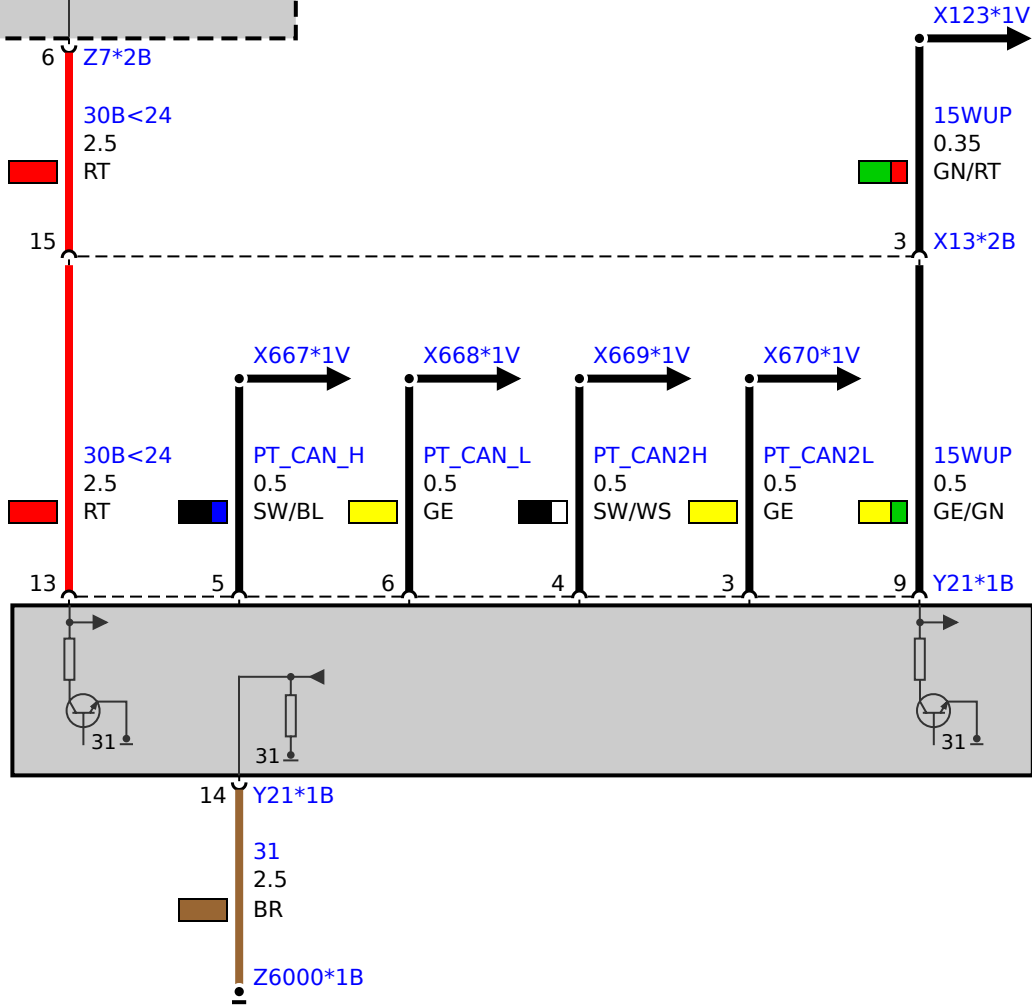 X123*1V
6 Z7*2B
30B<24
2.5
RT
15WUP
0.35
GN/RT
15
3 X13*2B
X667*1V
X668*1V
X669*1V
X670*1V
30B<24
2.5
RT
PT_CAN_H
0.5
SW/BL
PT_CAN_L
0.5
GE
PT_CAN2H
0.5
SW/WS
PT_CAN2L
0.5
GE
15WUP
0.5
GE/GN
13
5
6
4
3
9 Y21*1B
31
31
31
14 Y21*1B
31
2.5
BR
Z6000*1B